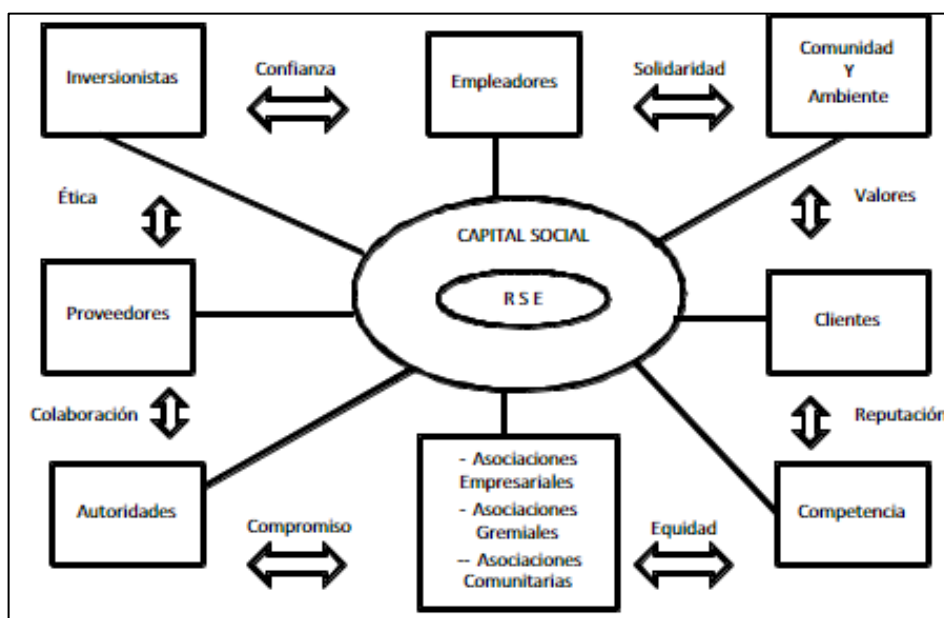 Inversionistas
Confianza
Empleadores
Solidaridad
Comunidad
Y
Ambiente
Ética
Valores
CAPITAL SOCIAL
R S E
Proveedores
Clientes
Colaboración
Reputación
Autoridades
Compromiso
- Asociaciones
Empresariales
- Asociaciones
Gremiales
-- Asociaciones
Comunitarias
Equidad
Competencia